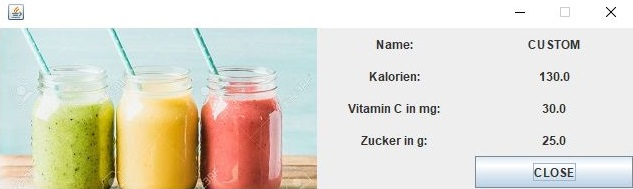 Name: CUSTOM
Kalorien: 130.0
Vitamin C in mg: 30.0
Zucker in g: 25.0
CLOSE